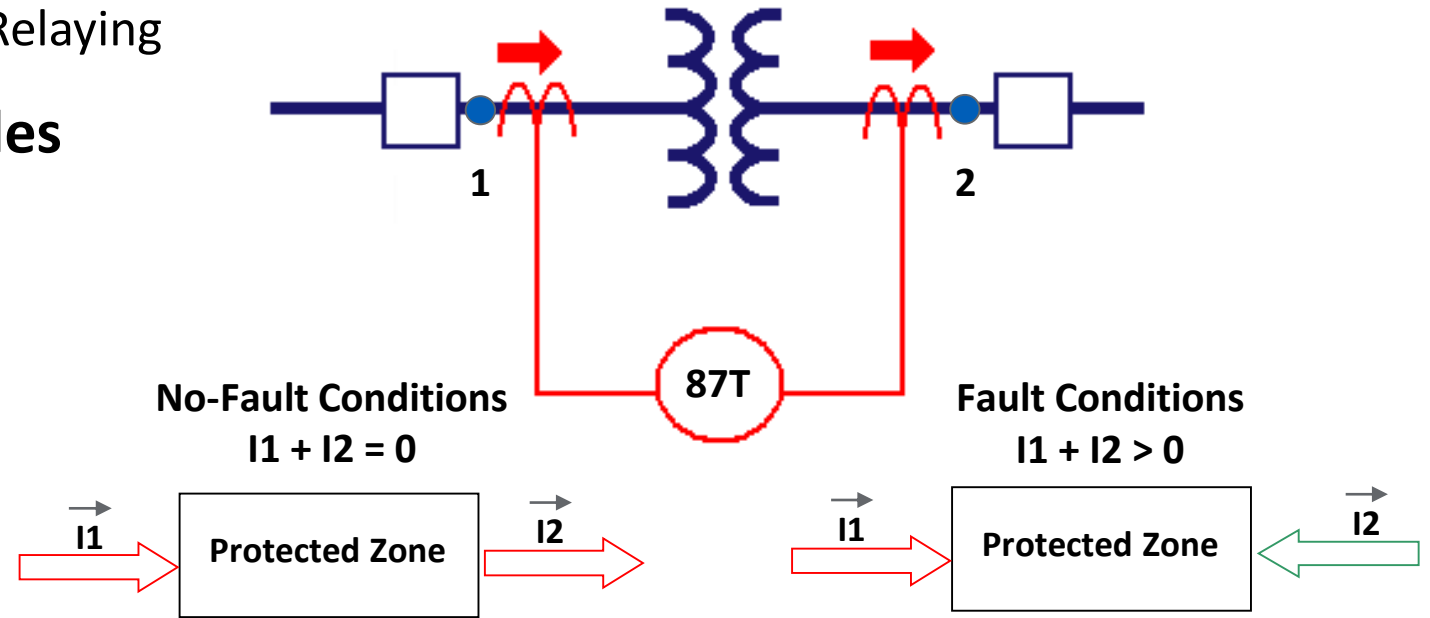 Relaying
les
1
2
87T
No-Fault Conditions
I1 + I2 = 0
I1
Protected Zone
I2
Fault Conditions
I1 + I2 > 0
I1
Protected Zone
I2